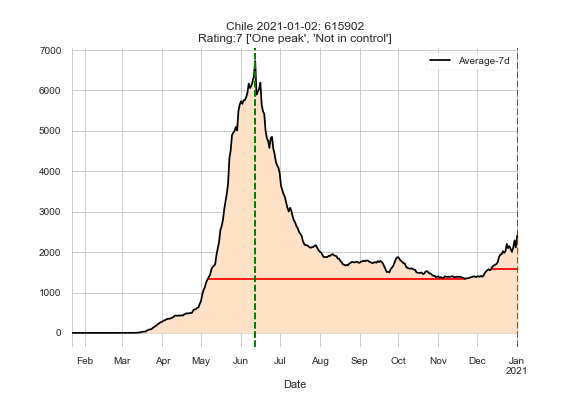 Chile 2021-01-02: 615902
Rating:7 ['One peak', 'Not in control']
Average-7d
7000
6000
5000
4000
3000
2000
1000
0
Feb Mar Apr May Jun Jul Aug Sep Oct Nov Dec Jan
2021
Date